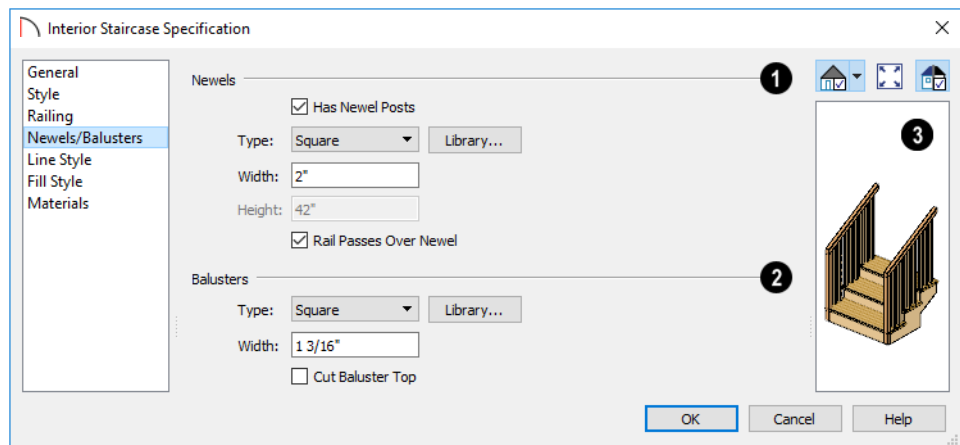 Interior Staircase Specification
General
Style
Railing
Newels/Balusters
Line Style
Fill Style
Materials
Newels
1
Has Newel Posts
Type: Square Library...
Width: 2"
Height: 42"
Rail Passes Over Newel
Balusters
2
Type: Square Library...
Width: 1 3/16"
Cut Baluster Top
3
OK Cancel Help